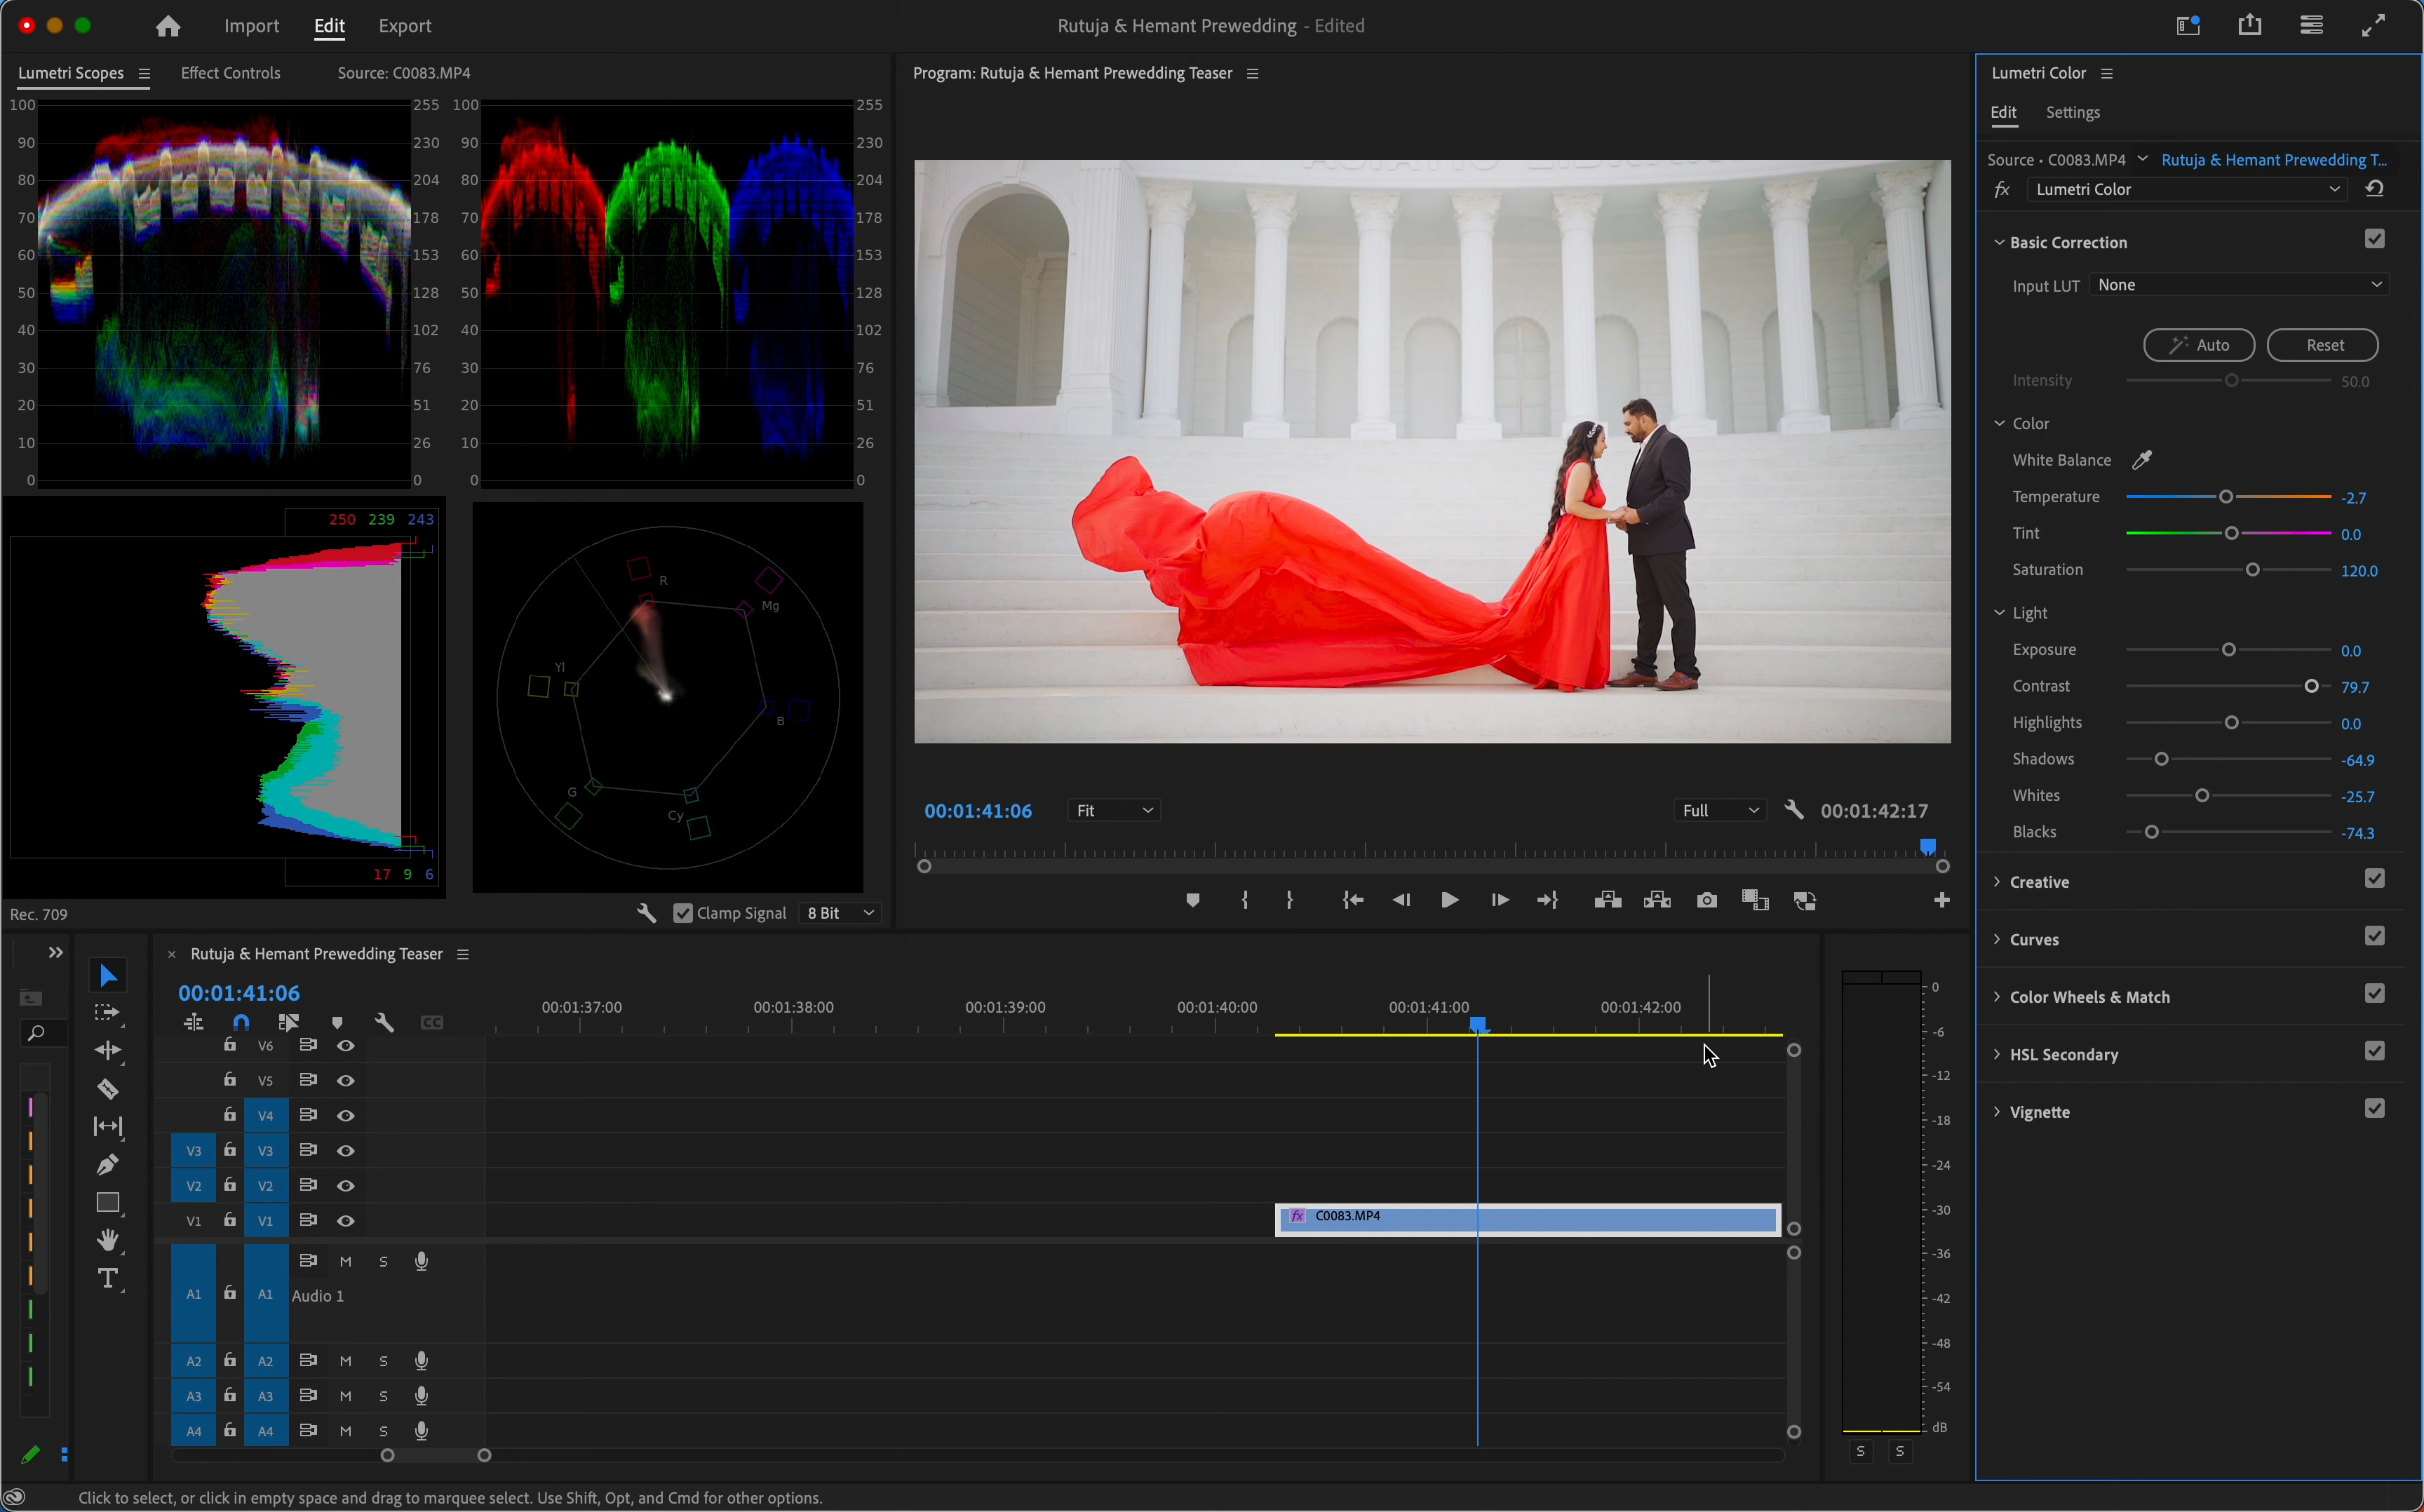 Import Edit Export
Rutuja & Hemant Prewedding - Edited
Lumetri Scopes Effect Controls Source: C0083.MP4
100 255 100 255
90 230 90 230
80 204 80 204
70 178 70 178
60 153 60 153
50 128 50 128
40 102 40 102
30 76 30 76
20 51 20 51
10 26 10 26
0 0 0 0
250 239 243
17 9 6
R
Mg
Yl
B
G
Cy
Rec. 709
Clamp Signal 8 Bit
Program: Rutuja & Hemant Prewedding Teaser
00:01:41:06 Fit Full 00:01:42:17
Lumetri Color
Edit Settings
Source • C0083.MP4 Rutuja & Hemant Prewedding T...
fx Lumetri Color
Basic Correction
Input LUT None
Auto Reset
Intensity 50.0
Color
White Balance
Temperature -2.7
Tint 0.0
Saturation 120.0
Light
Exposure 0.0
Contrast 79.7
Highlights 0.0
Shadows -64.9
Whites -25.7
Blacks -74.3
Creative
Curves
Color Wheels & Match
HSL Secondary
Vignette
× Rutuja & Hemant Prewedding Teaser
00:01:41:06
00:01:37:00 00:01:38:00 00:01:39:00 00:01:40:00 00:01:41:00 00:01:42:00
CC
V6
V5
V4
V3 V3
V2 V2
V1 V1
fx C0083.MP4
M S
A1 A1 Audio 1
A2 A2 M S
A3 A3 M S
A4 A4 M S
0
-6
-12
-18
-24
-30
-36
-42
-48
-54
dB
S S
Click to select, or click in empty space and drag to marquee select. Use Shift, Opt, and Cmd for other options.